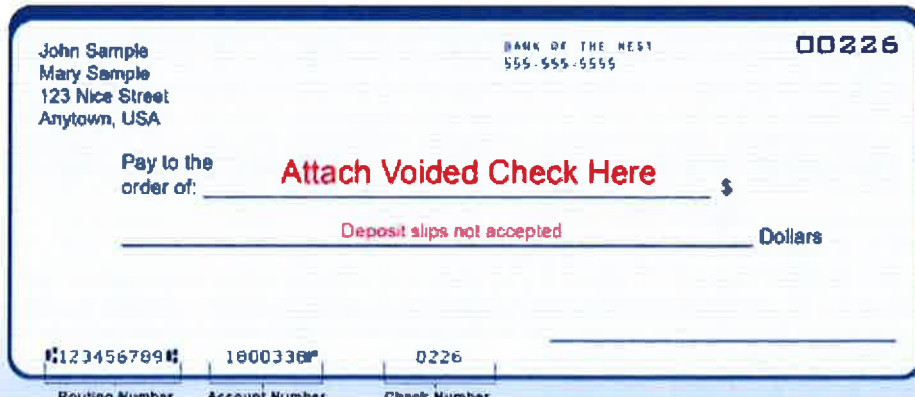 John Sample
Mary Sample
123 Nice Street
Anytown, USA
BANK OF THE WEST
555-555-5555
00226
Pay to the
order of:
Attach Voided Check Here
$
Deposit slips not accepted
Dollars
⑆123456789⑆ 1800338⑈ 0226
Routing Number Account Number Check Number